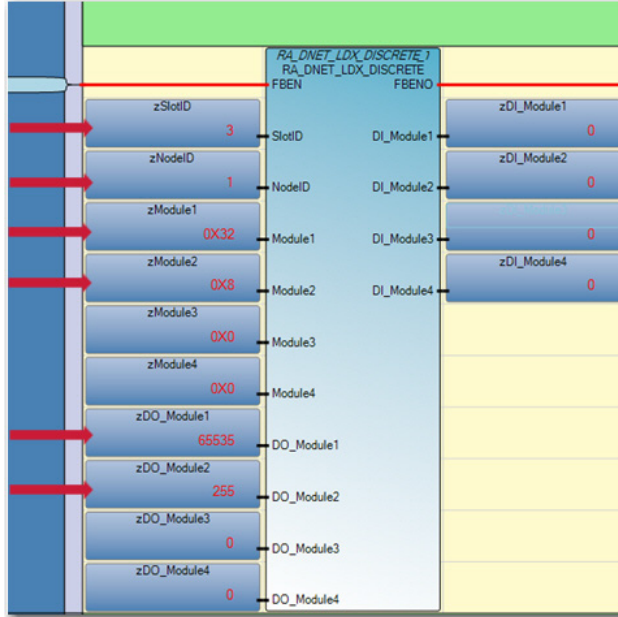 RA_DNET_LDX_DISCRETE_1
RA_DNET_LDX_DISCRETE
FBEN FBENO
zSlotID
3
SlotID
zNodeID
1
NodeID
zModule1
0X32
Module1
zModule2
0X8
Module2
zModule3
0X0
Module3
zModule4
0X0
Module4
zDO_Module1
65535
DO_Module1
zDO_Module2
255
DO_Module2
zDO_Module3
0
DO_Module3
zDO_Module4
0
DO_Module4
zDI_Module1
DI_Module1
0
zDI_Module2
DI_Module2
0
DI_Module3
0
zDI_Module4
DI_Module4
0